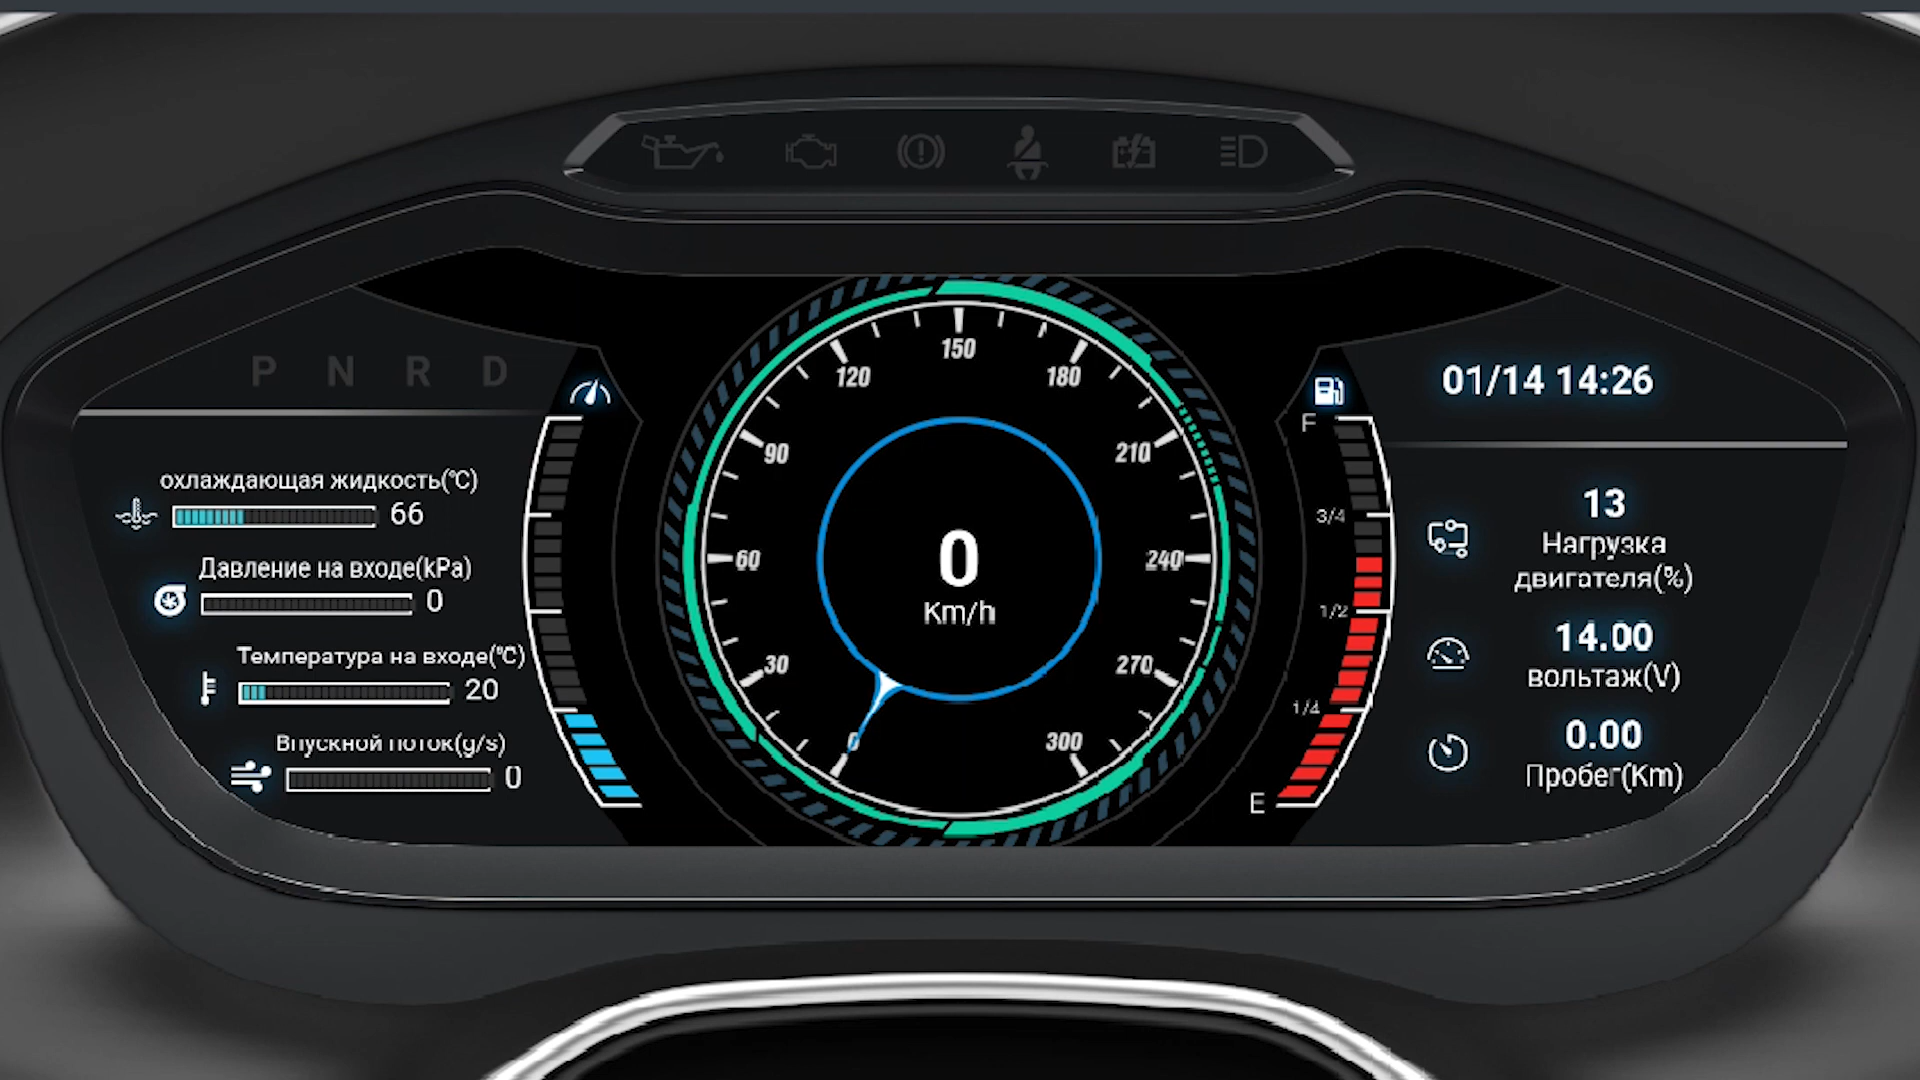 P N R D
охлаждающая жидкость(℃)
66
Давление на входе(kPa)
0
Температура на входе(℃)
20
Впускной поток(g/s)
0
0
30
60
90
120
150
180
210
240
270
300
0
Km/h
F
3/4
1/2
1/4
E
01/14 14:26
13
Нагрузка
двигателя(%)
14.00
вольтаж(V)
0.00
Пробег(Km)